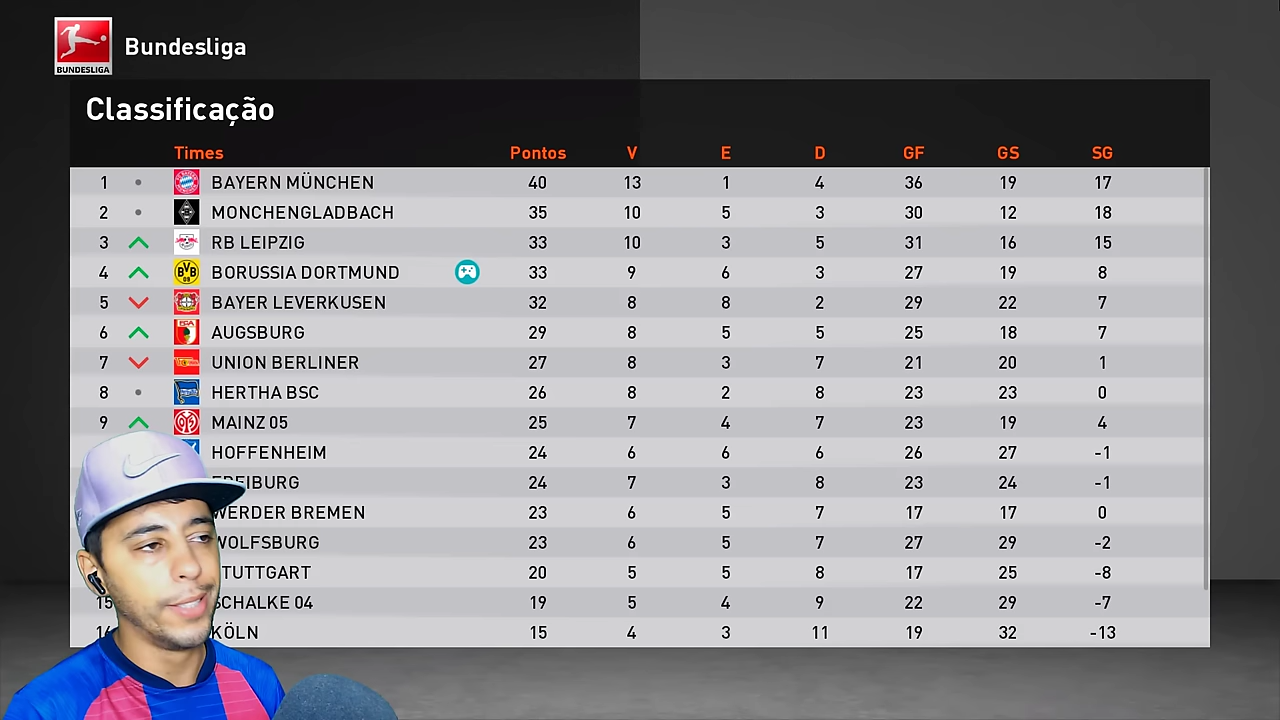 BUNDESLIGA
Bundesliga
Classificação
Times Pontos V E D GF GS SG
1 BAYERN MÜNCHEN 40 13 1 4 36 19 17
2 MONCHENGLADBACH 35 10 5 3 30 12 18
3 RB LEIPZIG 33 10 3 5 31 16 15
4 BVB 09 BORUSSIA DORTMUND 33 9 6 3 27 19 8
5 BAYER LEVERKUSEN 32 8 8 2 29 22 7
6 FCA AUGSBURG 29 8 5 5 25 18 7
7 UNION BERLINER 27 8 3 7 21 20 1
8 HERTHA BSC 26 8 2 8 23 23 0
9 MAINZ 05 25 7 4 7 23 19 4
HOFFENHEIM 24 6 6 6 26 27 -1
FREIBURG 24 7 3 8 23 24 -1
WERDER BREMEN 23 6 5 7 17 17 0
WOLFSBURG 23 6 5 7 27 29 -2
STUTTGART 20 5 5 8 17 25 -8
15 SCHALKE 04 19 5 4 9 22 29 -7
16 KÖLN 15 4 3 11 19 32 -13